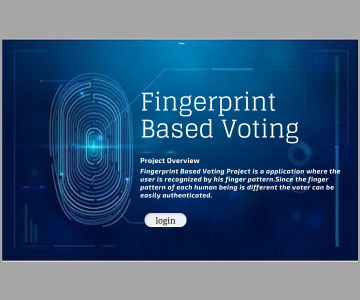 Fingerprint
Based Voting
Project Overview
Fingerprint Based Voting Project is a application where the
user is recognized by his finger pattern.Since the finger
pattern of each human being is different the voter can be
easily authenticated.
login